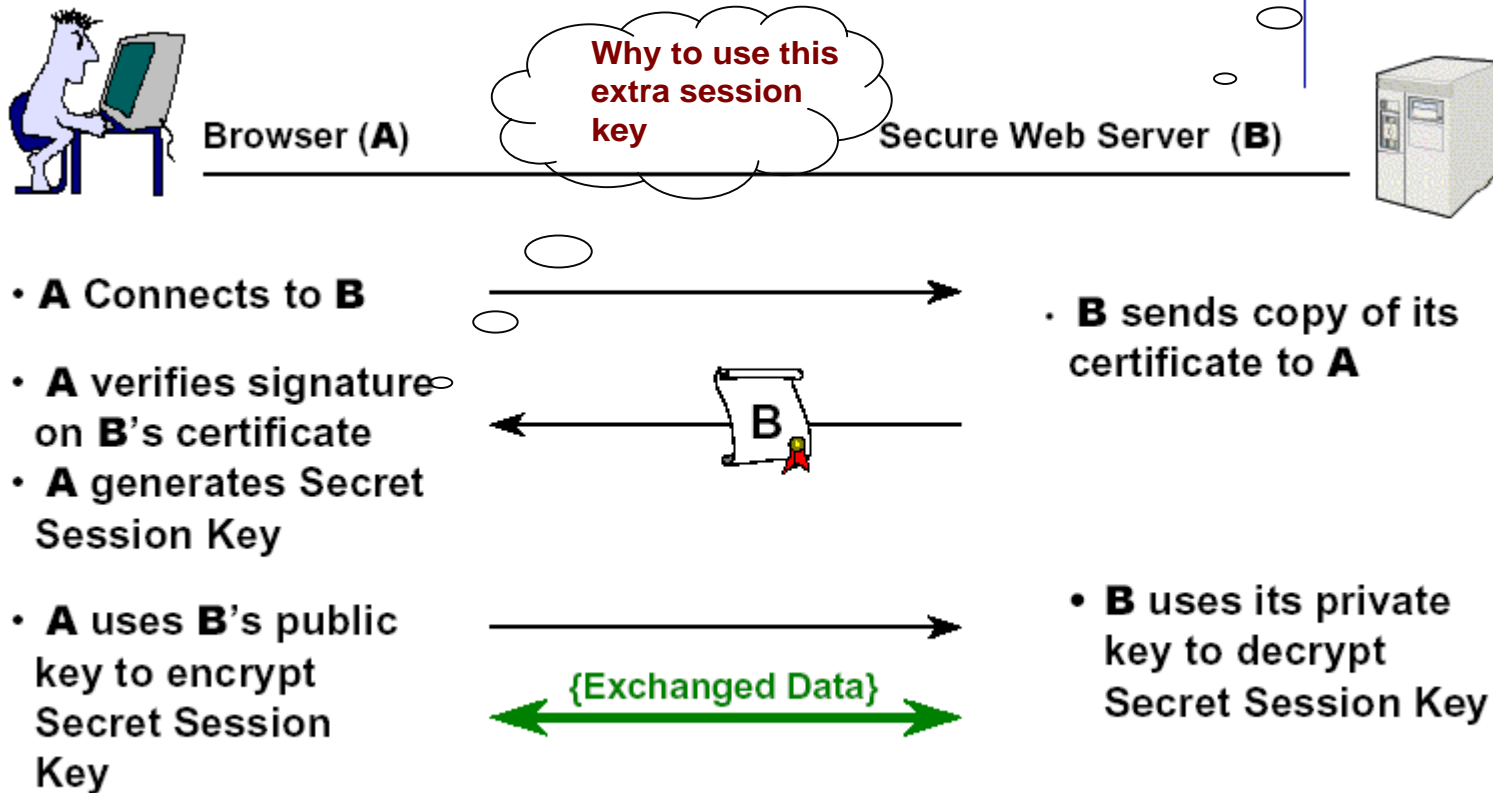 Why to use this
extra session
key
Browser (A)
Secure Web Server (B)
• A Connects to B
• B sends copy of its
certificate to A
• A verifies signature
on B's certificate
B
• A generates Secret
Session Key
• A uses B's public
key to encrypt
Secret Session
Key
{Exchanged Data}
• B uses its private
key to decrypt
Secret Session Key